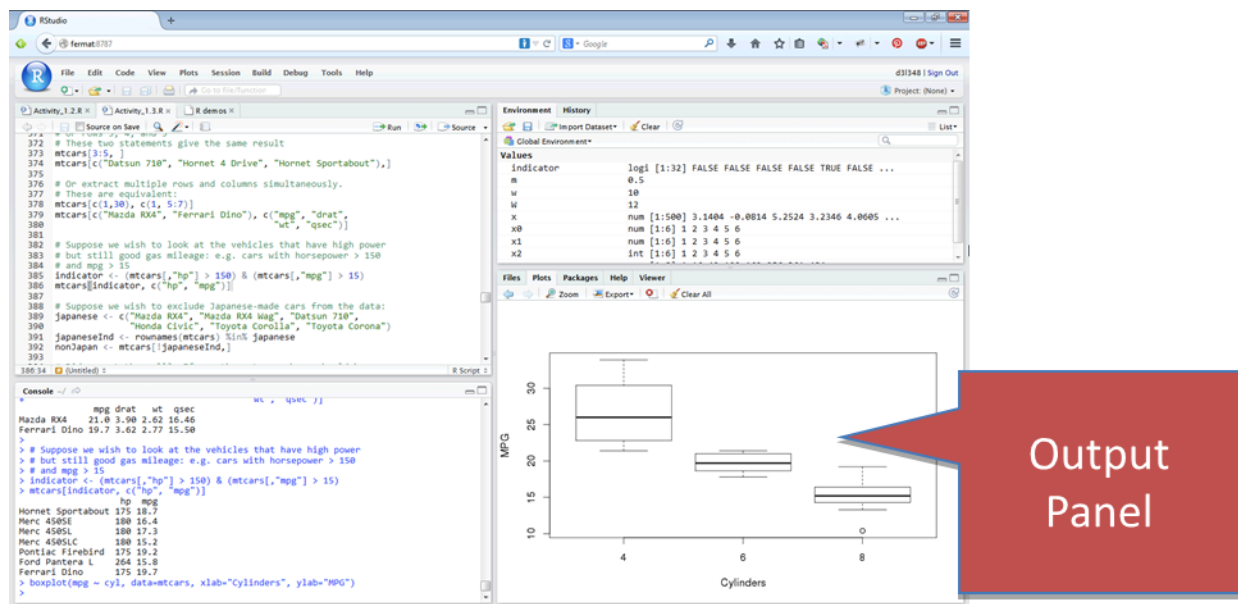 RStudio
fermat:8787
Google
File Edit Code View Plots Session Build Debug Tools Help
d3l348 | Sign Out
Go to file/function
Project: (None)
Activity_1.2.R × Activity_1.3.R × R demos ×
Source on Save Run Source
371 # or rows 3, 4, and 5
372 # These two statements give the same result
373 mtcars[3:5, ]
374 mtcars[c("Datsun 710", "Hornet 4 Drive", "Hornet Sportabout"),]
375
376 # Or extract multiple rows and columns simultaneously.
377 # These are equivalent:
378 mtcars[c(1,30), c(1, 5:7)]
379 mtcars[c("Mazda RX4", "Ferrari Dino"), c("mpg", "drat",
380 "wt", "qsec")]
381
382 # Suppose we wish to look at the vehicles that have high power
383 # but still good gas mileage: e.g. cars with horsepower > 150
384 # and mpg > 15
385 indicator <- (mtcars[,"hp"] > 150) & (mtcars[,"mpg"] > 15)
386 mtcars[indicator, c("hp", "mpg")]
387
388 # Suppose we wish to exclude Japanese-made cars from the data:
389 japanese <- c("Mazda RX4", "Mazda RX4 Wag", "Datsun 710",
390 "Honda Civic", "Toyota Corolla", "Toyota Corona")
391 japaneseInd <- rownames(mtcars) %in% japanese
392 nonJapan <- mtcars[!japaneseInd,]
393
386:34 (Untitled) R Script
Console ~/
"wt", "qsec")]
mpg drat wt qsec
Mazda RX4 21.0 3.90 2.62 16.46
Ferrari Dino 19.7 3.62 2.77 15.50
>
> # Suppose we wish to look at the vehicles that have high power
> # but still good gas mileage: e.g. cars with horsepower > 150
> # and mpg > 15
> indicator <- (mtcars[,"hp"] > 150) & (mtcars[,"mpg"] > 15)
> mtcars[indicator, c("hp", "mpg")]
hp mpg
Hornet Sportabout 175 18.7
Merc 450SE 180 16.4
Merc 450SL 180 17.3
Merc 450SLC 180 15.2
Pontiac Firebird 175 19.2
Ford Pantera L 264 15.8
Ferrari Dino 175 19.7
> boxplot(mpg ~ cyl, data=mtcars, xlab="Cylinders", ylab="MPG")
>
Environment History
Import Dataset Clear List
Global Environment
Values
indicator logi [1:32] FALSE FALSE FALSE FALSE TRUE FALSE ...
m 0.5
w 10
W 12
x num [1:500] 3.1404 -0.0814 5.2524 3.2346 4.0605 ...
x0 num [1:6] 1 2 3 4 5 6
x1 num [1:6] 1 2 3 4 5 6
x2 int [1:6] 1 2 3 4 5 6
Files Plots Packages Help Viewer
Zoom Export Clear All
30
25
20
15
10
MPG
4 6 8
Cylinders
Output
Panel